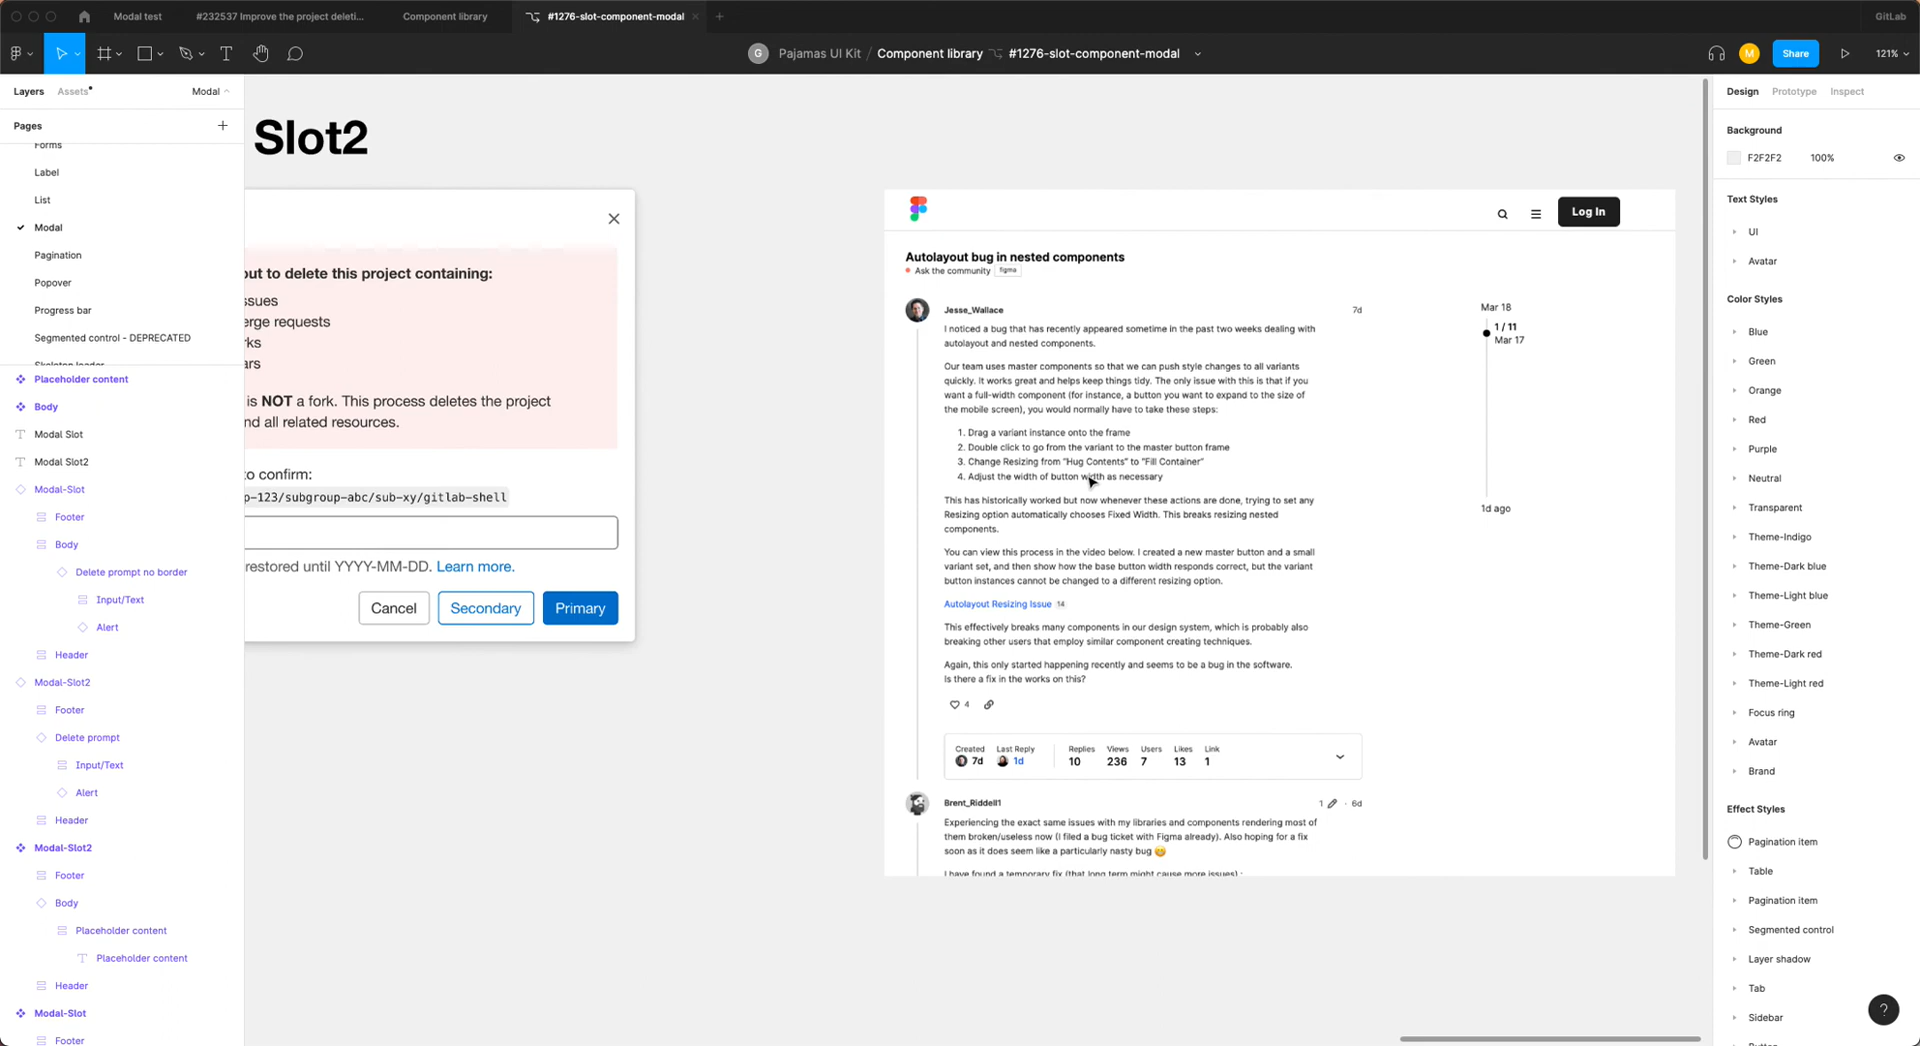 Modal test
#232537 Improve the project deleti...
Component library
#1276-slot-component-modal
GitLab
G
Pajamas UI Kit / Component library
#1276-slot-component-modal
M
Share
121%
Layers
Assets
Modal
Pages
Forms
Label
List
Modal
Pagination
Popover
Progress bar
Segmented control - DEPRECATED
Skeleton loader
Placeholder content
Body
Modal Slot
Modal Slot2
Modal-Slot
Footer
Body
Delete prompt no border
Input/Text
Alert
Header
Modal-Slot2
Footer
Delete prompt
Input/Text
Alert
Header
Modal-Slot2
Footer
Body
Placeholder content
Placeholder content
Header
Modal-Slot
Footer
Slot2
out to delete this project containing:
ssues
erge requests
ks
ars
is NOT a fork. This process deletes the project
nd all related resources.
to confirm:
p-123/subgroup-abc/sub-xy/gitlab-shell
restored until YYYY-MM-DD. Learn more.
Cancel
Secondary
Primary
Log In
Autolayout bug in nested components
Ask the community
figma
Jesse_Wallace
7d
I noticed a bug that has recently appeared sometime in the past two weeks dealing with
autolayout and nested components.
Our team uses master components so that we can push style changes to all variants
quickly. It works great and helps keep things tidy. The only issue with this is that if you
want a full-width component (for instance, a button you want to expand to the size of
the mobile screen), you would normally have to take these steps:
1. Drag a variant instance onto the frame
2. Double click to go from the variant to the master button frame
3. Change Resizing from "Hug Contents" to "Fill Container"
4. Adjust the width of button width as necessary
This has historically worked but now whenever these actions are done, trying to set any
Resizing option automatically chooses Fixed Width. This breaks resizing nested
components.
You can view this process in the video below. I created a new master button and a small
variant set, and then show how the base button width responds correct, but the variant
button instances cannot be changed to a different resizing option.
Autolayout Resizing Issue 14
This effectively breaks many components in our design system, which is probably also
breaking other users that employ similar component creating techniques.
Again, this only started happening recently and seems to be a bug in the software.
Is there a fix in the works on this?
4
Created
Last Reply
Replies
Views
Users
Likes
Link
7d
1d
10
236
7
13
1
Brent_Riddell1
1
· 6d
Experiencing the exact same issues with my libraries and components rendering most of
them broken/useless now (I filed a bug ticket with Figma already). Also hoping for a fix
soon as it does seem like a particularly nasty bug 😄
I have found a temporary fix (that long term might cause more issues) :
Mar 18
1 / 11
Mar 17
1d ago
Design
Prototype
Inspect
Background
F2F2F2
100%
Text Styles
UI
Avatar
Color Styles
Blue
Green
Orange
Red
Purple
Neutral
Transparent
Theme-Indigo
Theme-Dark blue
Theme-Light blue
Theme-Green
Theme-Dark red
Theme-Light red
Focus ring
Avatar
Brand
Effect Styles
Pagination item
Table
Pagination item
Segmented control
Layer shadow
Tab
Sidebar
?